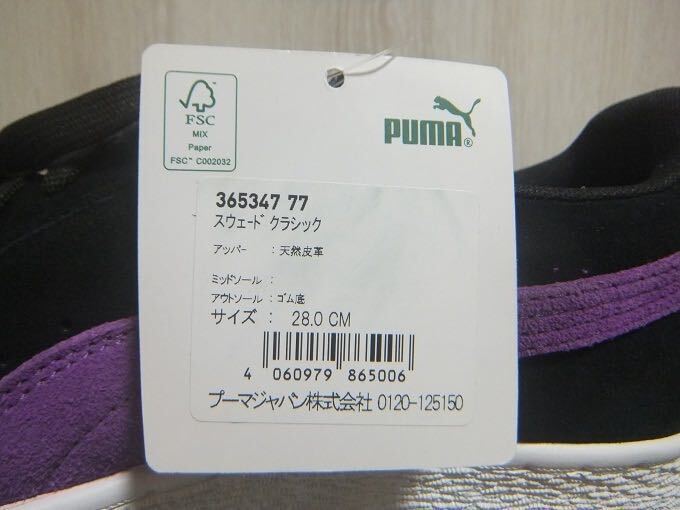 FSC
MIX
Paper
FSC™ C002032
PUMA®
365347 77
スウェード クラシック
アッパー : 天然皮革
ミッドソール :
アウトソール : ゴム底
サイズ : 28.0 CM
4 060979 865006
プーマジャパン株式会社 0120-125150